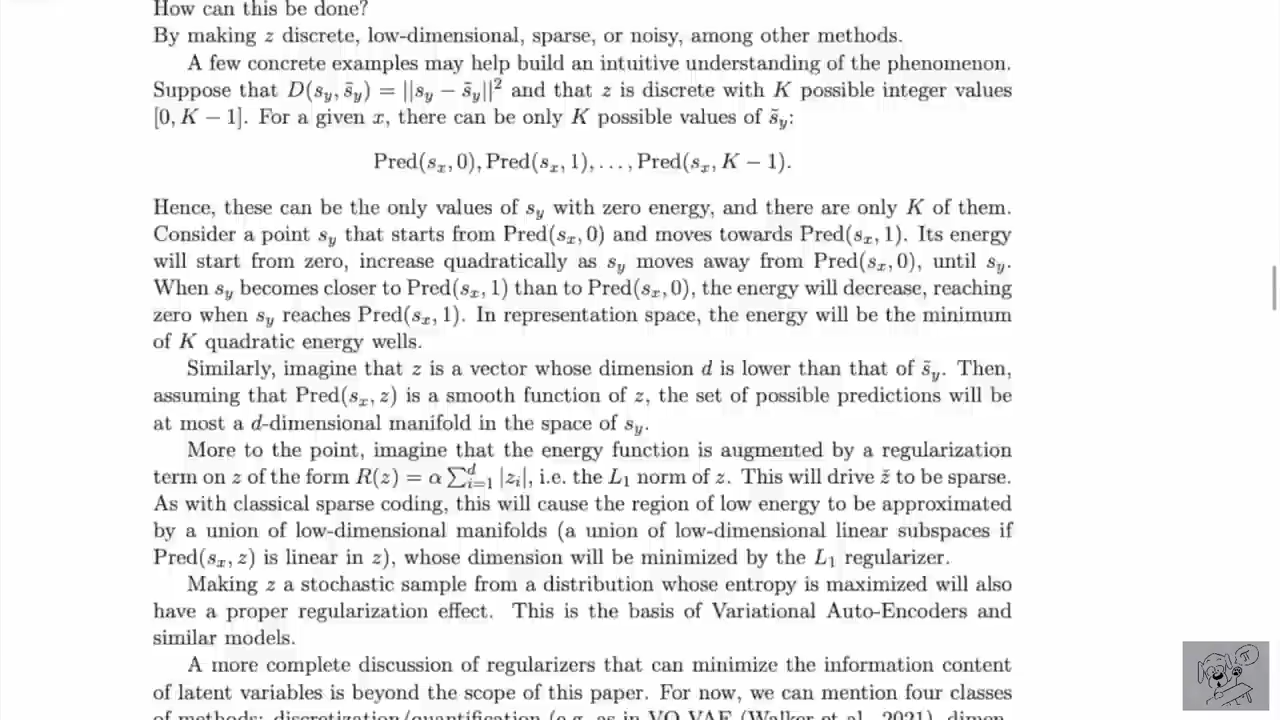 How can this be done?
By making z discrete, low-dimensional, sparse, or noisy, among other methods.
A few concrete examples may help build an intuitive understanding of the phenomenon.
Suppose that D(s_y, s̃_y) = ||s_y − s̃_y||² and that z is discrete with K possible integer values
[0, K − 1]. For a given x, there can be only K possible values of s̃_y:
Pred(s_x, 0), Pred(s_x, 1), . . . , Pred(s_x, K − 1).
Hence, these can be the only values of s_y with zero energy, and there are only K of them.
Consider a point s_y that starts from Pred(s_x, 0) and moves towards Pred(s_x, 1). Its energy
will start from zero, increase quadratically as s_y moves away from Pred(s_x, 0), until s_y.
When s_y becomes closer to Pred(s_x, 1) than to Pred(s_x, 0), the energy will decrease, reaching
zero when s_y reaches Pred(s_x, 1). In representation space, the energy will be the minimum
of K quadratic energy wells.
Similarly, imagine that z is a vector whose dimension d is lower than that of s̃_y. Then,
assuming that Pred(s_x, z) is a smooth function of z, the set of possible predictions will be
at most a d-dimensional manifold in the space of s_y.
More to the point, imagine that the energy function is augmented by a regularization
term on z of the form R(z) = α ∑_{i=1}^d |z_i|, i.e. the L₁ norm of z. This will drive ž to be sparse.
As with classical sparse coding, this will cause the region of low energy to be approximated
by a union of low-dimensional manifolds (a union of low-dimensional linear subspaces if
Pred(s_x, z) is linear in z), whose dimension will be minimized by the L₁ regularizer.
Making z a stochastic sample from a distribution whose entropy is maximized will also
have a proper regularization effect. This is the basis of Variational Auto-Encoders and
similar models.
A more complete discussion of regularizers that can minimize the information content
of latent variables is beyond the scope of this paper. For now, we can mention four classes
of methods: discretization/quantification (e.g. as in VQ-VAE (Walker et al., 2021), dimen-
π